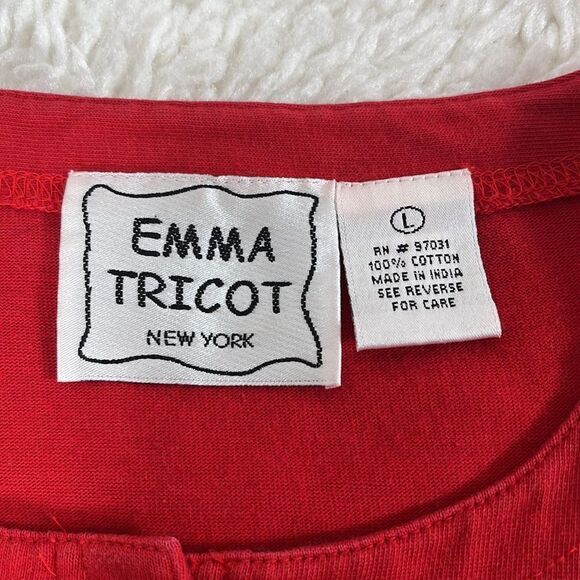 EMMA
TRICOT
NEW YORK
L
RN # 97031
100% COTTON
MADE IN INDIA
SEE REVERSE
FOR CARE